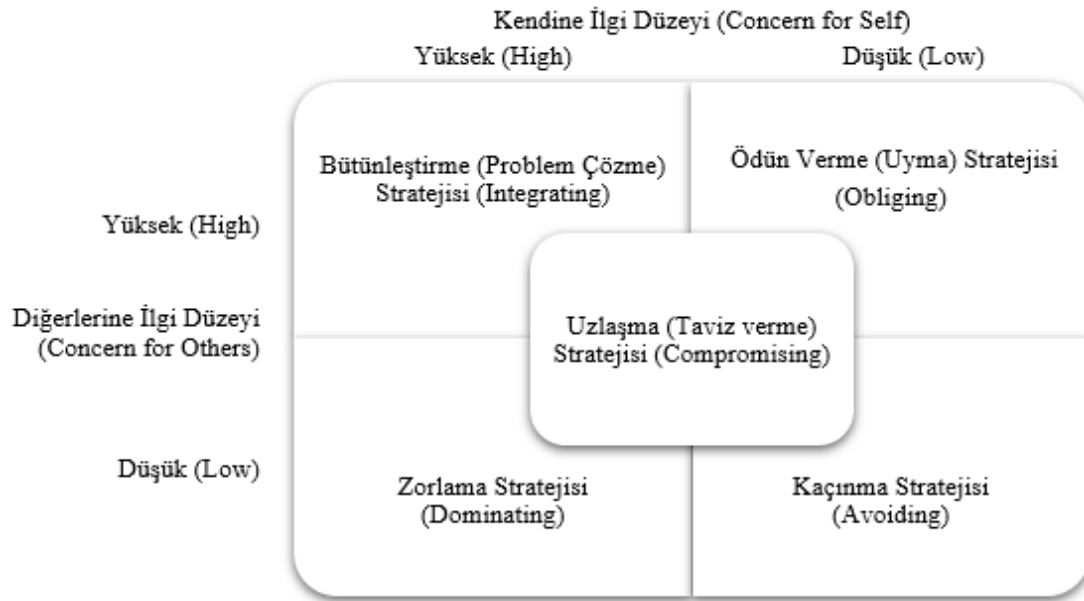 Kendine İlgi Düzeyi (Concern for Self)
Yüksek (High)
Düşük (Low)
Bütünleştirme (Problem Çözme)
Stratejisi (Integrating)
Ödün Verme (Uyma) Stratejisi
(Obliging)
Yüksek (High)
Diğerlerine İlgi Düzeyi
(Concern for Others)
Uzlaşma (Taviz verme)
Stratejisi (Compromising)
Düşük (Low)
Zorlama Stratejisi
(Dominating)
Kaçınma Stratejisi
(Avoiding)